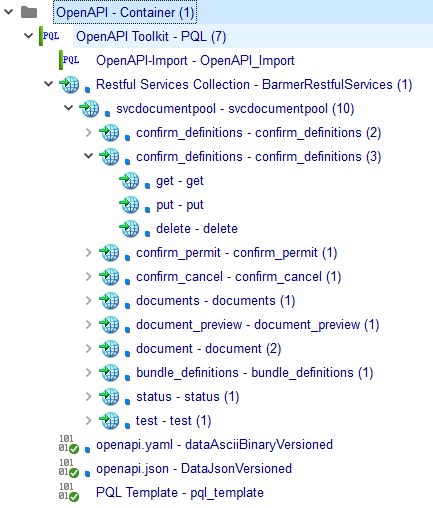 OpenAPI - Container (1)
PQL OpenAPI Toolkit - PQL (7)
PQL OpenAPI-Import - OpenAPI_Import
Restful Services Collection - BarmerRestfulServices (1)
svcdocumentpool - svcdocumentpool (10)
confirm_definitions - confirm_definitions (2)
confirm_definitions - confirm_definitions (3)
get - get
put - put
delete - delete
confirm_permit - confirm_permit (1)
confirm_cancel - confirm_cancel (1)
documents - documents (1)
document_preview - document_preview (1)
document - document (2)
bundle_definitions - bundle_definitions (1)
status - status (1)
test - test (1)
101 01 openapi.yaml - dataAsciiBinaryVersioned
101 01 openapi.json - DataJsonVersioned
101 01 PQL Template - pql_template